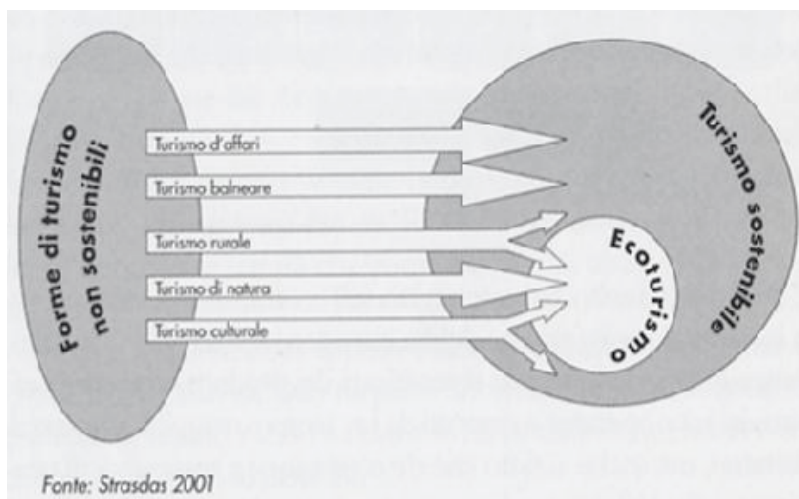 Forme di turismo
non sostenibili
Turismo d'affari
Turismo balneare
Turismo rurale
Turismo di natura
Turismo culturale
Ecoturismo
Turismo sostenibile
Fonte: Strasdas 2001